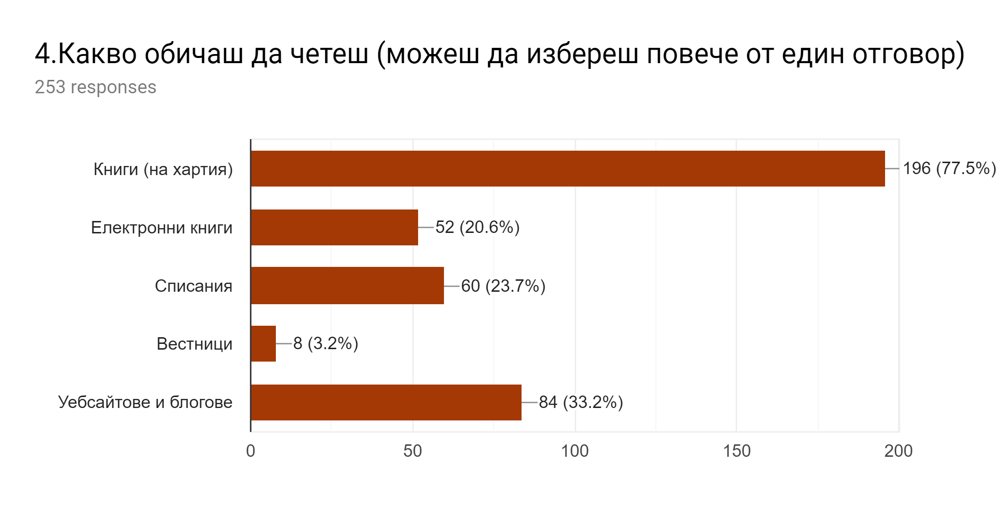 4.Какво обичаш да четеш (можеш да избереш повече от един отговор)
253 responses
Книги (на хартия) 196 (77.5%)
Електронни книги 52 (20.6%)
Списания 60 (23.7%)
Вестници 8 (3.2%)
Уебсайтове и блогове 84 (33.2%)
0 50 100 150 200